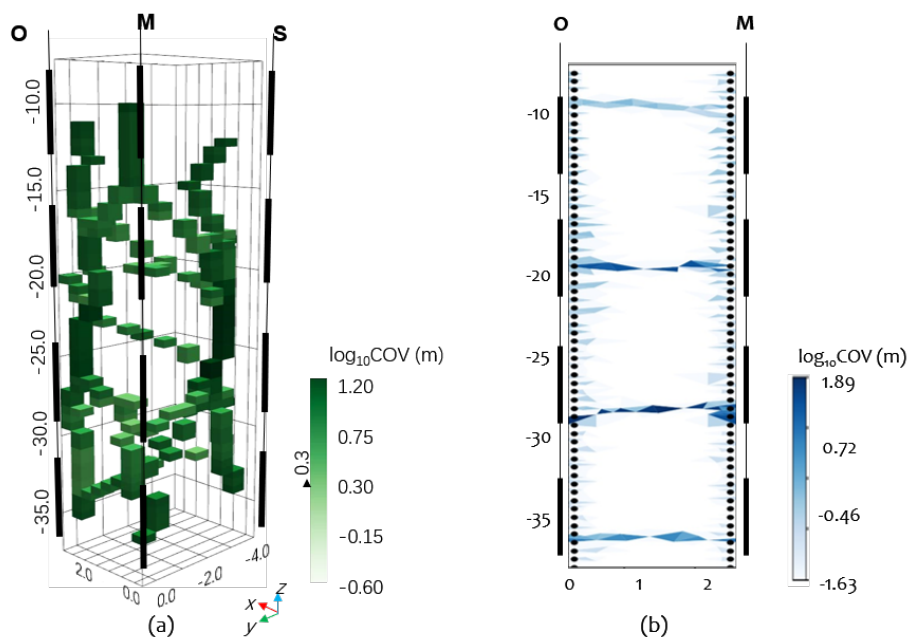 O
M
S
-10.0
-15.0
-20.0
-25.0
-30.0
-35.0
2.0
0.0
0.0
-2.0
-4.0
x
y
z
log₁₀COV (m)
1.20
0.75
0.30
-0.15
-0.60
▲0.3
(a)
O
M
-10
-15
-20
-25
-30
-35
0
1
2
log₁₀COV (m)
1.89
0.72
-0.46
-1.63
(b)